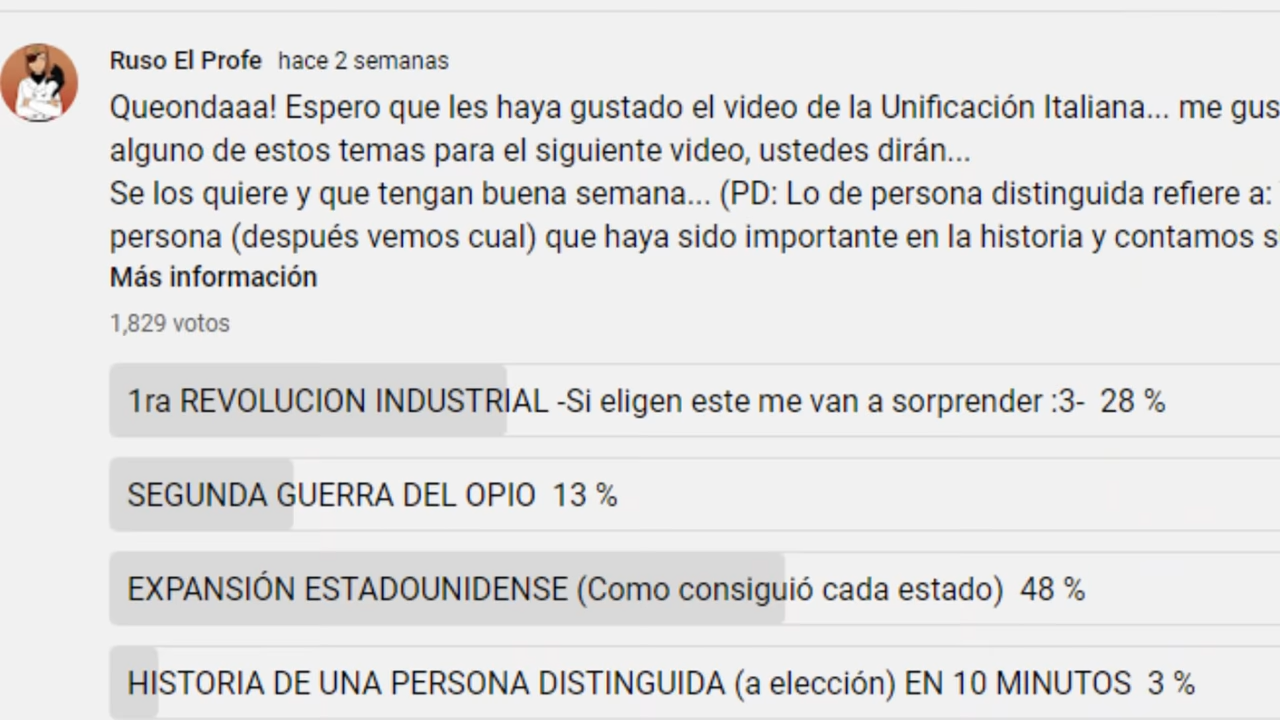 Ruso El Profe hace 2 semanas
Queondaaa! Espero que les haya gustado el video de la Unificación Italiana... me gus
alguno de estos temas para el siguiente video, ustedes dirán...
Se los quiere y que tengan buena semana... (PD: Lo de persona distinguida refiere a:
persona (después vemos cual) que haya sido importante en la historia y contamos s
Más información
1,829 votos
1ra REVOLUCION INDUSTRIAL -Si eligen este me van a sorprender :3- 28 %
SEGUNDA GUERRA DEL OPIO 13 %
EXPANSIÓN ESTADOUNIDENSE (Como consiguió cada estado) 48 %
HISTORIA DE UNA PERSONA DISTINGUIDA (a elección) EN 10 MINUTOS 3 %